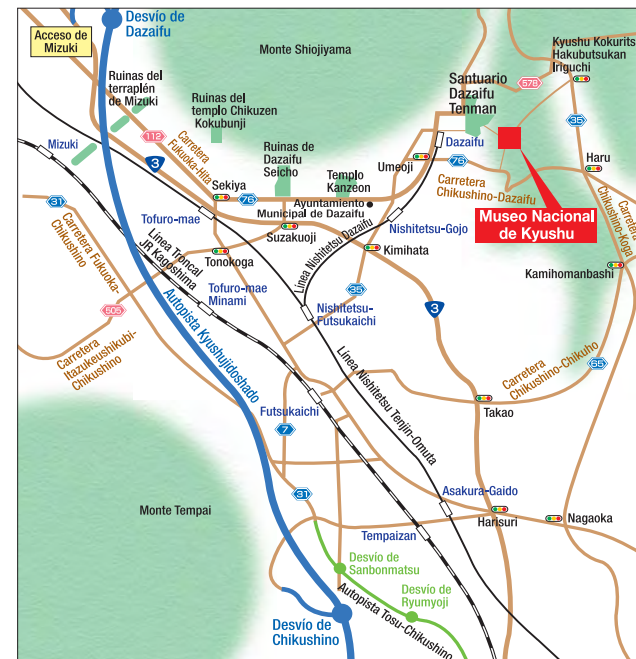 Desvío de
Dazaifu
Acceso de
Mizuki
Monte Shiojiyama
Kyushu Kokuritsu
Hakubutsukan
Iriguchi
578
Ruinas del
terraplén
de Mizuki
Santuario
Dazaifu
Tenman
Ruinas del
templo Chikuzen
Kokubunji
35
112
Carretera
Fukuoka-Hita
Mizuki
Ruinas de
Dazaifu
Seicho
Dazaifu
3
Umeoji
76
Haru
Templo
Kanzeon
Carretera
Chikushino-Dazaifu
Sekiya
76
31
Ayuntamiento
Municipal de Dazaifu
Museo Nacional
de Kyushu
Carretera
Chikushino-Koga
Tofuro-mae
Nishitetsu-Gojo
Suzakuoji
Línea Nishitetsu Dazaifu
Kimihata
Carretera Fukuoka-
Chikushino
Línea Troncal
JR Kagoshima
Tonokoga
Kamihomanbashi
Tofuro-mae
Minami
35
505
Nishitetsu-
Futsukaichi
3
Carretera
Itazukeushikubi-
Chikushino
Autopista Kyushujidoshado
Línea Nishitetsu Tenjin-Omuta
Carretera
Chikushino-Chikuho
65
Futsukaichi
Takao
7
31
Asakura-Gaido
Monte Tempai
Harisuri
Nagaoka
Tempaizan
Desvío de
Sanbonmatsu
Desvío de
Ryumyoji
Autopista Tosu-Chikushino
Desvío de
Chikushino